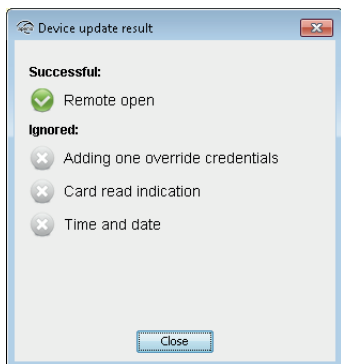 Device update result
Successful:
Remote open
Ignored:
Adding one override credentials
Card read indication
Time and date
Close